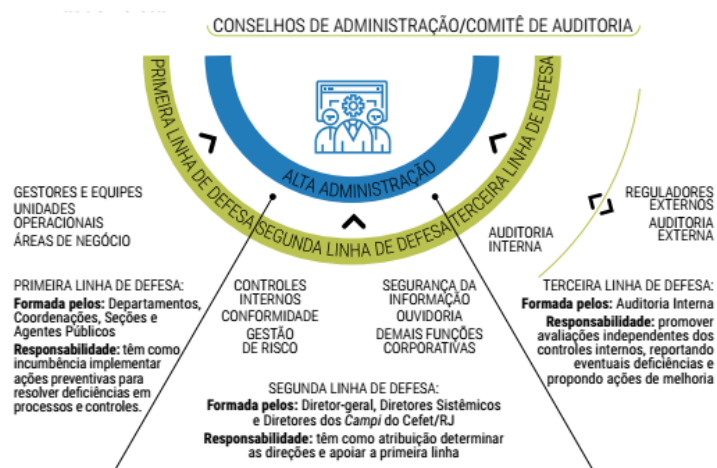 CONSELHOS DE ADMINISTRAÇÃO/COMITÊ DE AUDITORIA
PRIMEIRA LINHA DE DEFESA/SEGUNDA LINHA DE DEFESA/TERCEIRA LINHA DE DEFESA
ALTA ADMINISTRAÇÃO
GESTORES E EQUIPES
UNIDADES
OPERACIONAIS
ÁREAS DE NEGÓCIO
AUDITORIA
INTERNA
REGULADORES
EXTERNOS
AUDITORIA
EXTERNA
PRIMEIRA LINHA DE DEFESA:
Formada pelos: Departamentos,
Coordenações, Seções e
Agentes Públicos
Responsabilidade: têm como
incumbência implementar
ações preventivas para
resolver deficiências em
processos e controles.
CONTROLES
INTERNOS
CONFORMIDADE
GESTÃO
DE RISCO
SEGURANÇA DA
INFORMAÇÃO
OUVIDORIA
DEMAIS FUNÇÕES
CORPORATIVAS
SEGUNDA LINHA DE DEFESA:
Formada pelos: Diretor-geral, Diretores Sistêmicos
e Diretores dos Campi do Cefet/RJ
Responsabilidade: têm como atribuição determinar
as direções e apoiar a primeira linha
TERCEIRA LINHA DE DEFESA:
Formada pelos: Auditoria Interna
Responsabilidade: promover
avaliações independentes dos
controles internos, reportando
eventuais deficiências e
propondo ações de melhoria